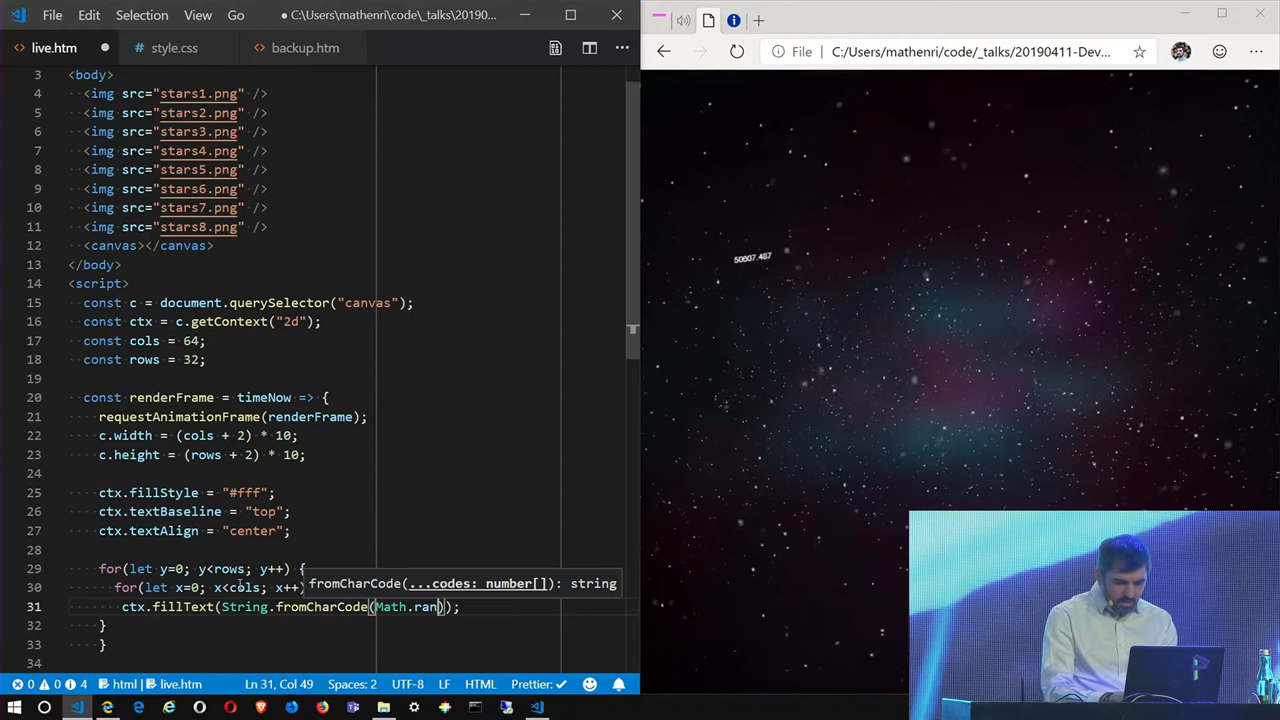 File Edit Selection View Go ● C:\Users\mathenri\code\_talks\20190...
live.htm ● style.css backup.htm
File C:/Users/mathenri/code/_talks/20190411-Dev...
3 <body>
4 <img src="stars1.png" />
5 <img src="stars2.png" />
6 <img src="stars3.png" />
7 <img src="stars4.png" />
8 <img src="stars5.png" />
9 <img src="stars6.png" />
10 <img src="stars7.png" />
11 <img src="stars8.png" />
12 <canvas></canvas>
13 </body>
14 <script>
15 const c = document.querySelector("canvas");
16 const ctx = c.getContext("2d");
17 const cols = 64;
18 const rows = 32;
19
20 const renderFrame = timeNow => {
21 requestAnimationFrame(renderFrame);
22 c.width = (cols + 2) * 10;
23 c.height = (rows + 2) * 10;
24
25 ctx.fillStyle = "#fff";
26 ctx.textBaseline = "top";
27 ctx.textAlign = "center";
28
29 for(let y=0; y<rows; y++) {
30 for(let x=0; x<cols; x++)
fromCharCode(...codes: number[]): string
31 ctx.fillText(String.fromCharCode(Math.ran));
32 }
33 }
34
50607.487
0 0 4 html live.htm Ln 31, Col 49 Spaces: 2 UTF-8 LF HTML Prettier: ✓